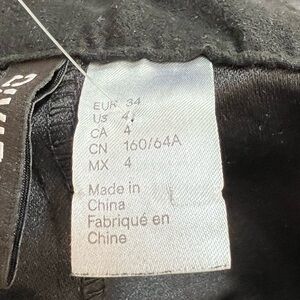 EUR 34
US 4
CA 4
CN 160/64A
MX 4
Made in
China
Fabriqué en
Chine